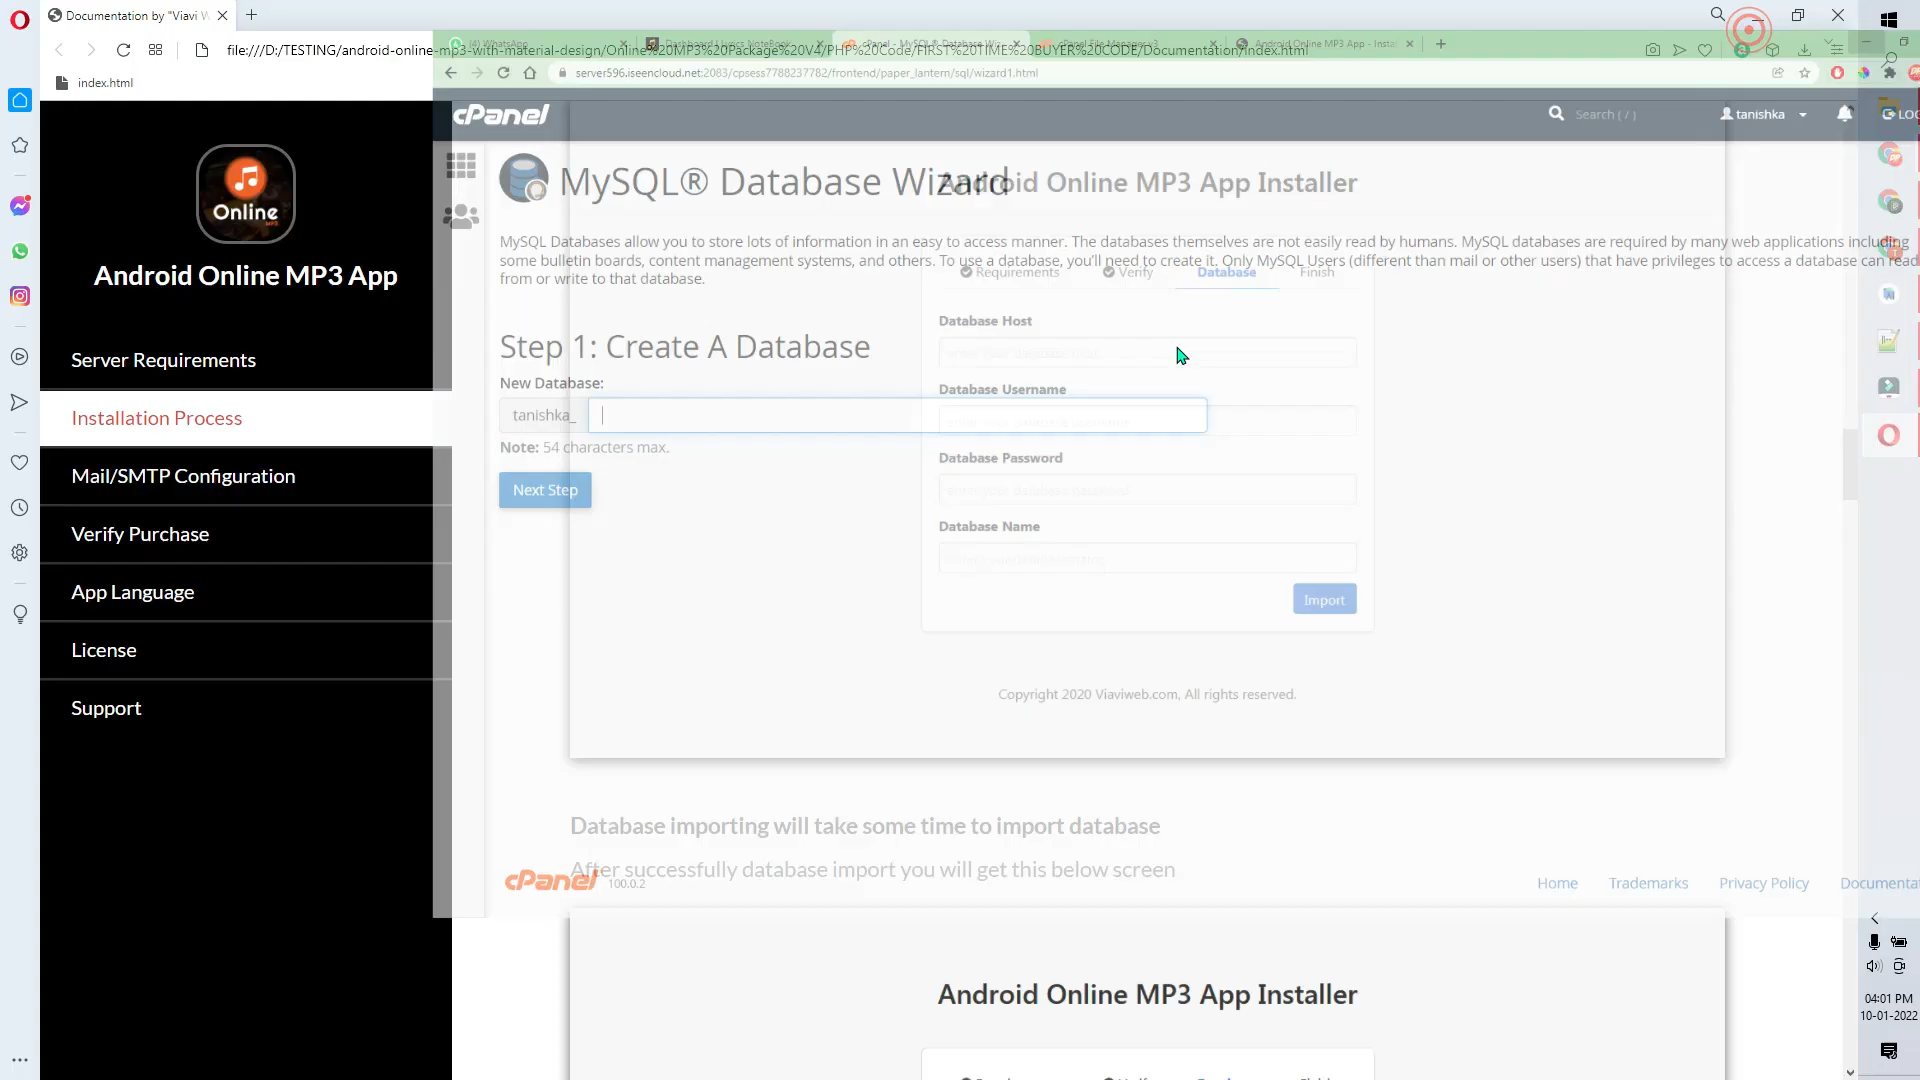 Documentation by "Viavi W
file:///D:/TESTING/android-online-mp3-with-material-design/Online%20MP3%20Package%20V4/PHP%20Code/FIRST%20TIME%20BUYER%20CODE/Documentation/index.html
server596.iseencloud.net:2083/cpsess7788237782/frontend/paper_lantern/sql/wizard1.html
index.html
cPanel
Search ( / )
tanishka
LOG
Online
MP3
Android Online MP3 App
Server Requirements
Installation Process
Mail/SMTP Configuration
Verify Purchase
App Language
License
Support
MySQL® Database Wizard
Android Online MP3 App Installer
MySQL Databases allow you to store lots of information in an easy to access manner. The databases themselves are not easily read by humans. MySQL databases are required by many web applications including
some bulletin boards, content management systems, and others. To use a database, you'll need to create it. Only MySQL Users (different than mail or other users) that have privileges to access a database can read
from or write to that database.
Requirements
Verify
Database
Finish
Step 1: Create A Database
New Database:
tanishka_
Note: 54 characters max.
Next Step
Database Host
Database Username
Database Password
Database Name
Import
Copyright 2020 Viaviweb.com, All rights reserved.
Database importing will take some time to import database
After successfully database import you will get this below screen
cPanel 100.0.2
Home
Trademarks
Privacy Policy
Documentat
Android Online MP3 App Installer
04:01 PM
10-01-2022